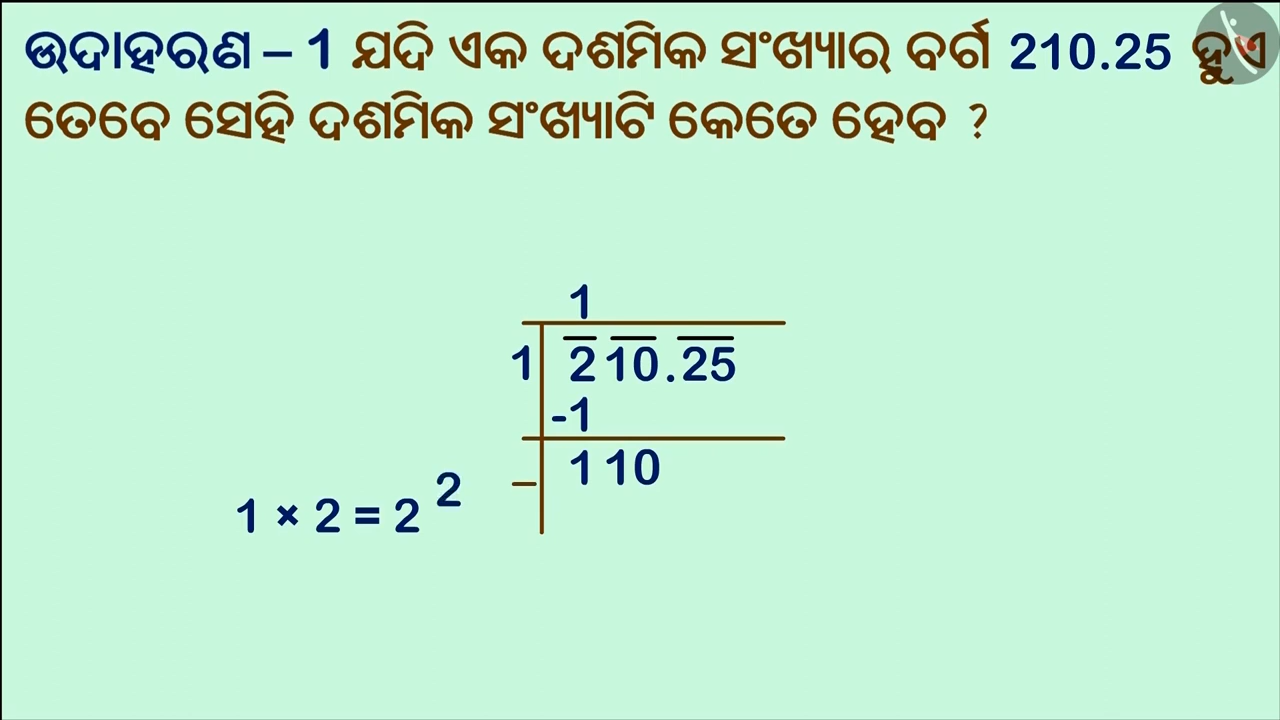 ଉଦାହରଣ – 1 ଯଦି ଏକ ଦଶମିକ ସଂଖ୍ୟାର ବର୍ଗ 210.25 ହୁଏ
ତେବେ ସେହି ଦଶମିକ ସଂଖ୍ୟାଟି କେତେ ହେବ ?
1
1 2 10.25
-1
1 10
1 × 2 = 2 2 –